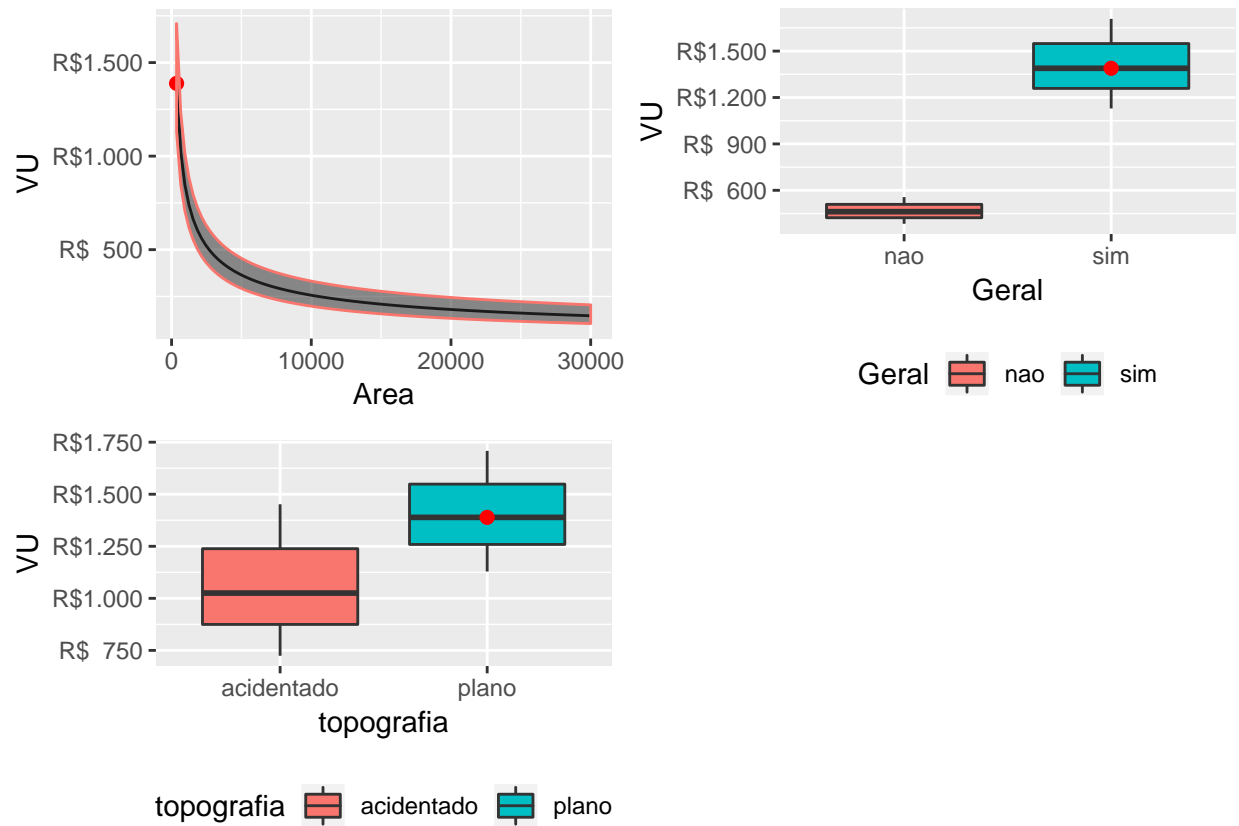 R$1.500
R$1.000
R$  500
VU
0 10000 20000 30000
Area
R$1.500
R$1.200
R$  900
R$  600
VU
nao sim
Geral
Geral nao sim
R$1.750
R$1.500
R$1.250
R$1.000
R$  750
VU
acidentado plano
topografia
topografia acidentado plano